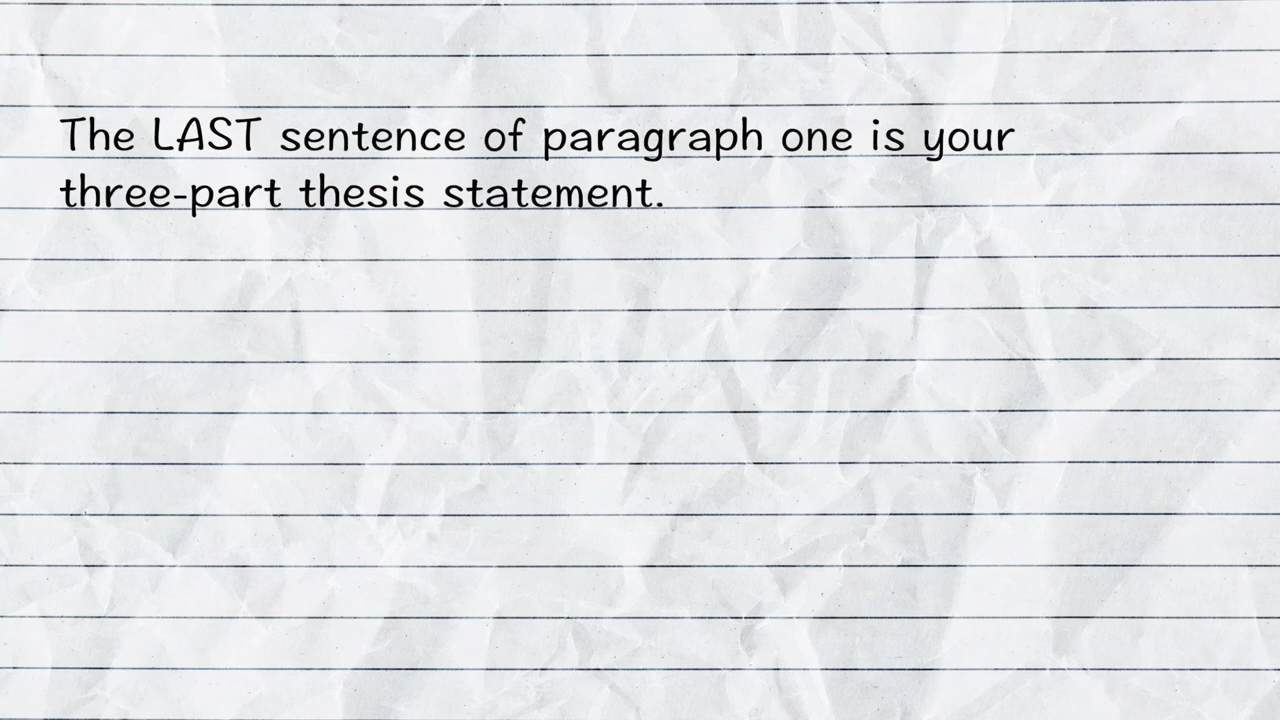 The LAST sentence of paragraph one is your
three-part thesis statement.